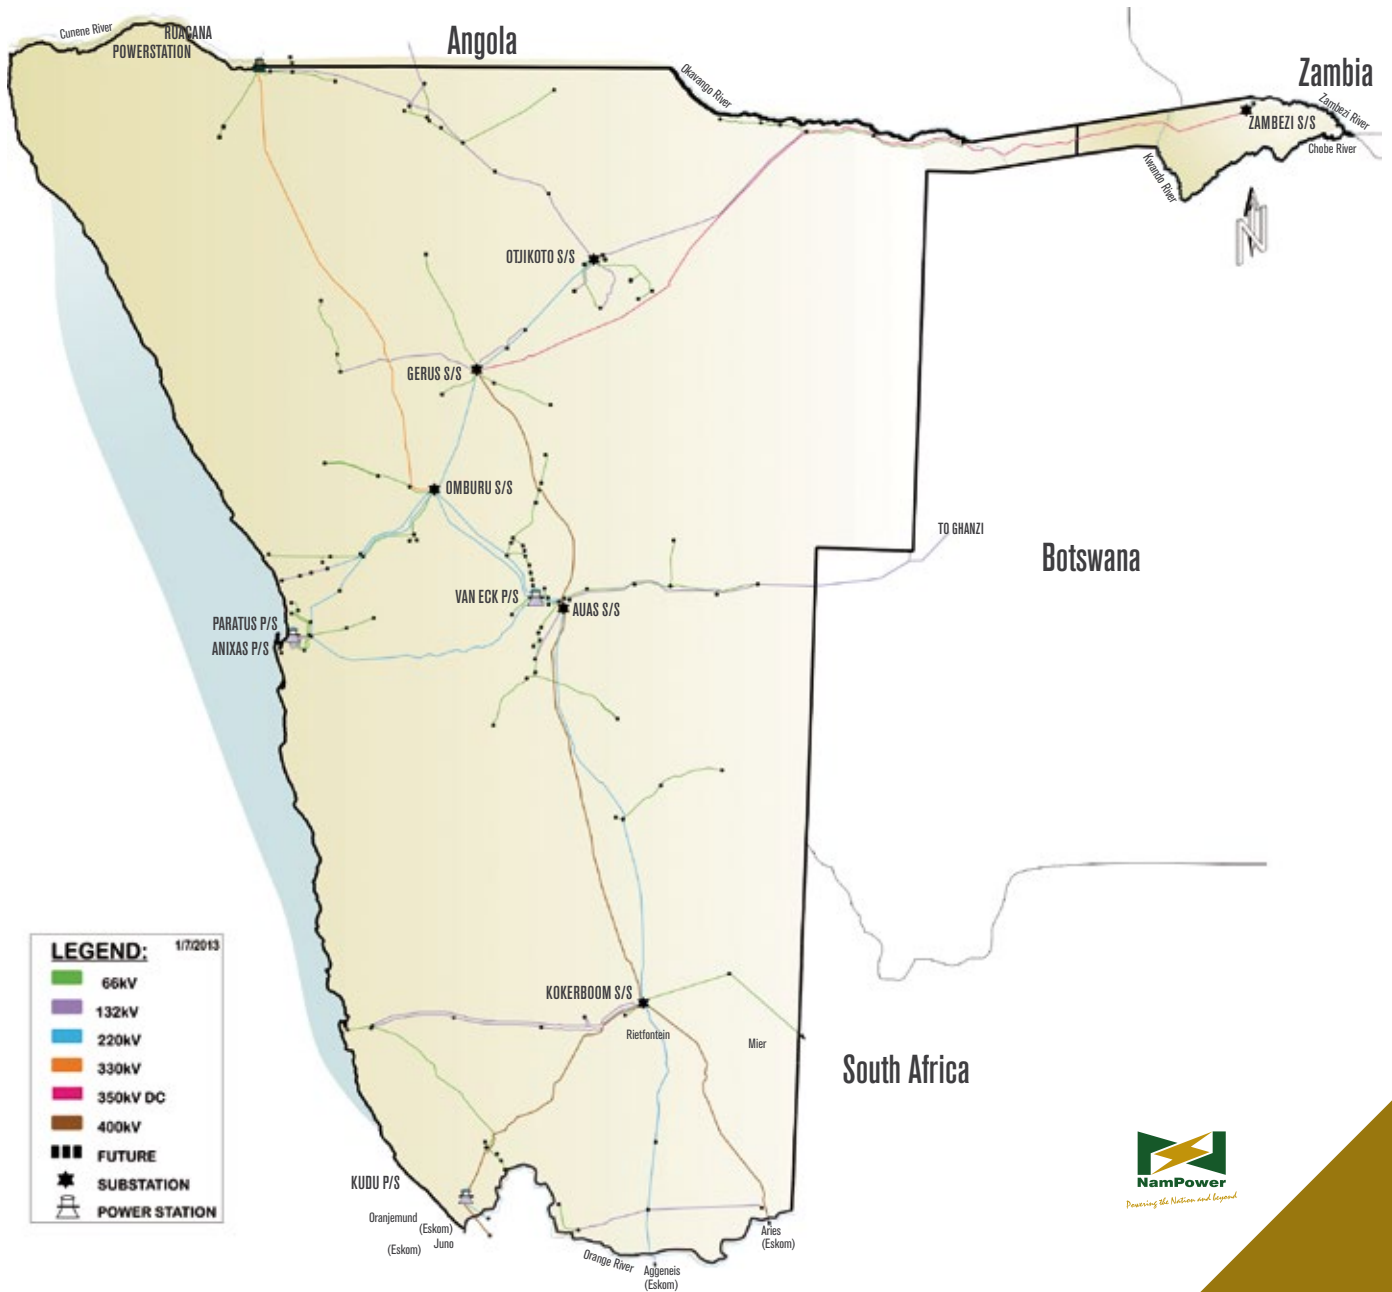 Cunene River
RUACANA
POWERSTATION
Angola
Okavango River
Zambia
Zambezi River
ZAMBEZI S/S
Chobe River
Kwando River
N
OTJIKOTO S/S
GERUS S/S
OMBURU S/S
TO GHANZI
Botswana
VAN ECK P/S
AUAS S/S
PARATUS P/S
ANIXAS P/S
LEGEND: 1/7/2013
66kV
132kV
220kV
330kV
350kV DC
400kV
FUTURE
SUBSTATION
POWER STATION
KOKERBOOM S/S
Rietfontein
Mier
South Africa
KUDU P/S
Oranjemund
(Eskom)
Juno
(Eskom)
Orange River
Aggeneis
(Eskom)
Aries
(Eskom)
NamPower
Powering the Nation and beyond